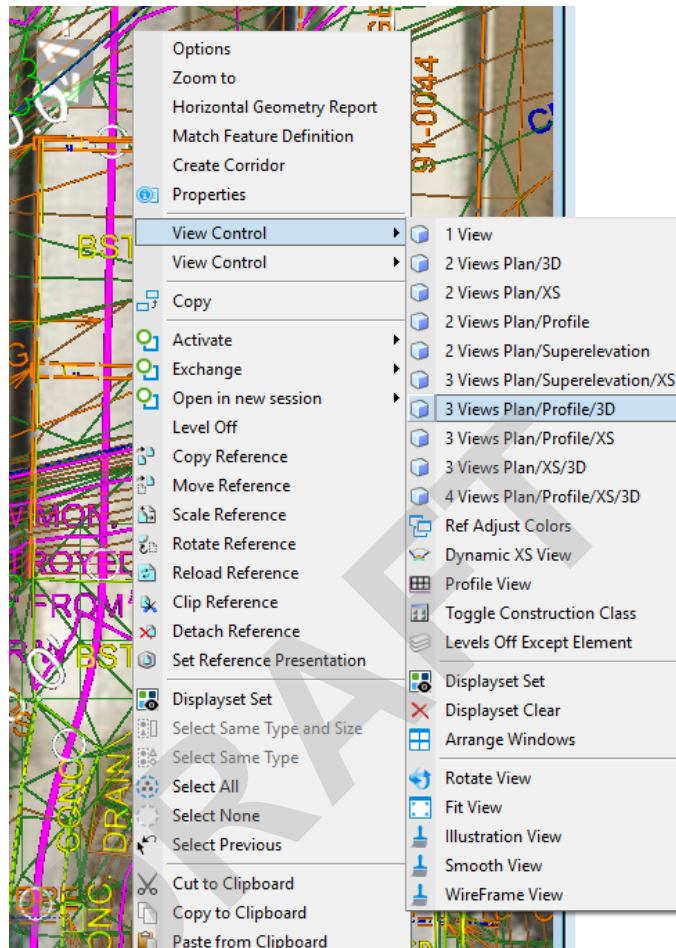 Options
Zoom to
Horizontal Geometry Report
Match Feature Definition
Create Corridor
Properties
View Control
View Control
Copy
Activate
Exchange
Open in new session
Level Off
Copy Reference
Move Reference
Scale Reference
Rotate Reference
Reload Reference
Clip Reference
Detach Reference
Set Reference Presentation
Displayset Set
Select Same Type and Size
Select Same Type
Select All
Select None
Select Previous
Cut to Clipboard
Copy to Clipboard
Paste from Clipboard
1 View
2 Views Plan/3D
2 Views Plan/XS
2 Views Plan/Profile
2 Views Plan/Superelevation
3 Views Plan/Superelevation/XS
3 Views Plan/Profile/3D
3 Views Plan/Profile/XS
3 Views Plan/XS/3D
4 Views Plan/Profile/XS/3D
Ref Adjust Colors
Dynamic XS View
Profile View
Toggle Construction Class
Levels Off Except Element
Displayset Set
Displayset Clear
Arrange Windows
Rotate View
Fit View
Illustration View
Smooth View
WireFrame View
91-0044
BST
MON.
"FROM"
BST
CONC.
DRAIN
DRAFT